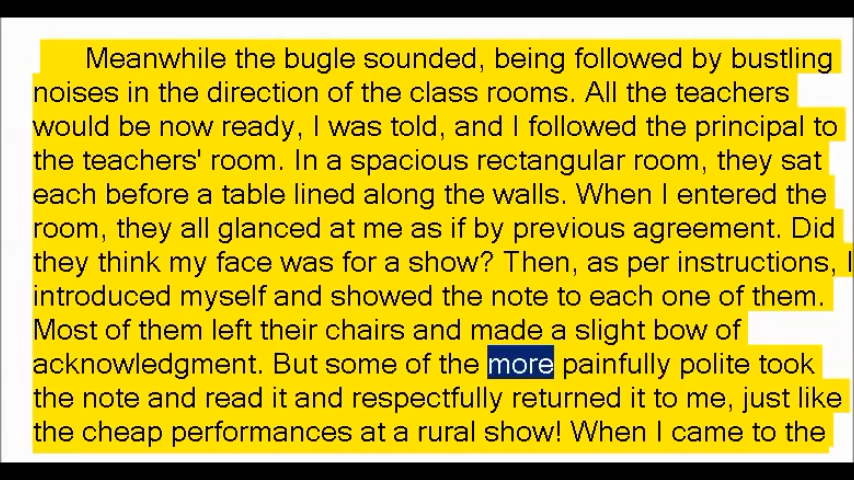 Meanwhile the bugle sounded, being followed by bustling
noises in the direction of the class rooms. All the teachers
would be now ready, I was told, and I followed the principal to
the teachers' room. In a spacious rectangular room, they sat
each before a table lined along the walls. When I entered the
room, they all glanced at me as if by previous agreement. Did
they think my face was for a show? Then, as per instructions, I
introduced myself and showed the note to each one of them.
Most of them left their chairs and made a slight bow of
acknowledgment. But some of the more painfully polite took
the note and read it and respectfully returned it to me, just like
the cheap performances at a rural show! When I came to the